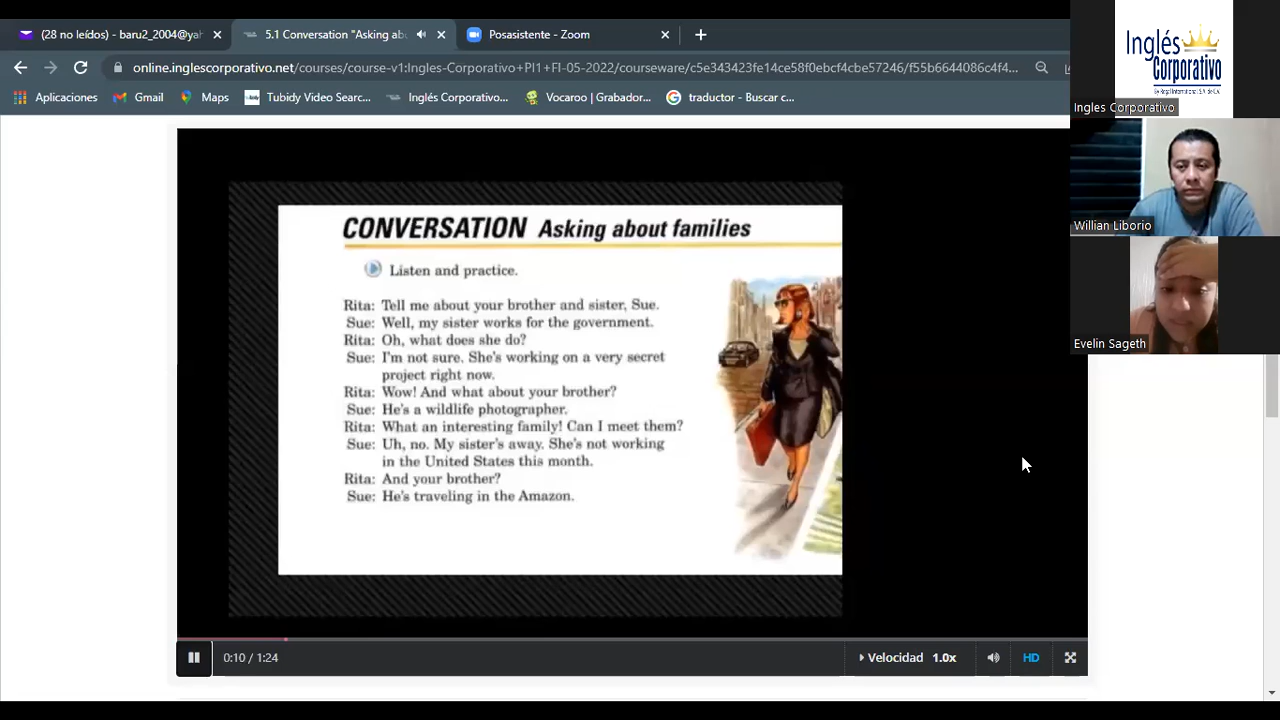 (28 no leídos) - baru2_2004@yah
5.1 Conversation "Asking abo
Posasistente - Zoom
online.inglescorporativo.net/courses/course-v1:Ingles-Corporativo+PI1+FI-05-2022/courseware/c5e343423fe14ce58f0ebcf4cbe57246/f55b6644086c4f4...
Aplicaciones
Gmail
Maps
Tubidy Video Searc...
Inglés Corporativo...
Vocaroo | Grabador...
traductor - Buscar c...
Inglés
Corporativo
Ingles Corporativo
Willian Liborio
Evelin Sageth
CONVERSATION Asking about families
Listen and practice.
Rita: Tell me about your brother and sister, Sue.
Sue: Well, my sister works for the government.
Rita: Oh, what does she do?
Sue: I'm not sure. She's working on a very secret
project right now.
Rita: Wow! And what about your brother?
Sue: He's a wildlife photographer.
Rita: What an interesting family! Can I meet them?
Sue: Uh, no. My sister's away. She's not working
in the United States this month.
Rita: And your brother?
Sue: He's traveling in the Amazon.
0:10 / 1:24
Velocidad 1.0x
HD